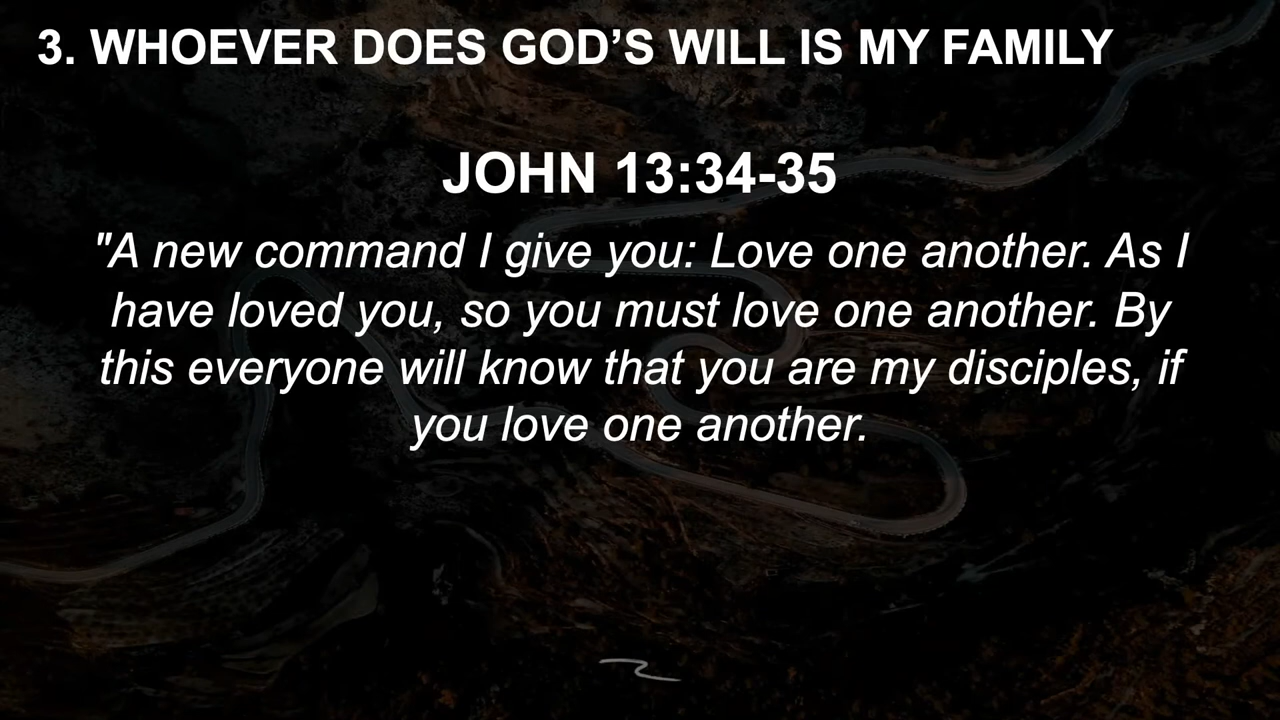 3. WHOEVER DOES GOD’S WILL IS MY FAMILY
JOHN 13:34-35
"A new command I give you: Love one another. As I
have loved you, so you must love one another. By
this everyone will know that you are my disciples, if
you love one another.